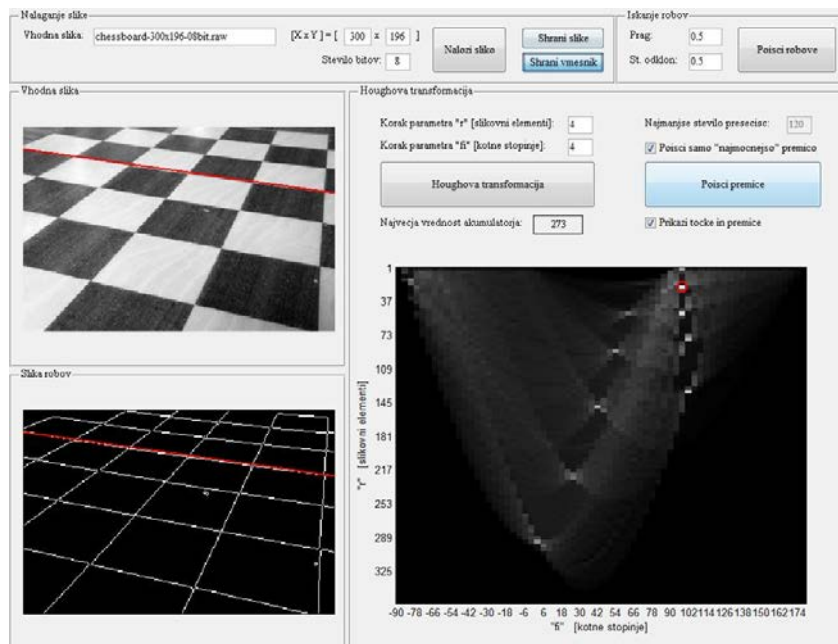 Nalaganje slike
Vhodna slika: chessboard-300x196-08bit.raw [X x Y] = [ 300 x 196 ]
Stevilo bitov: 8
Nalozi sliko
Shrani slike
Shrani vmesnik
Iskanje robov
Prag: 0.5
St. odklon: 0.5
Poisci robove
Vhodna slika
Slika robov
Houghova transformacija
Korak parametra "r" [slikovni elementi]: 4
Korak parametra "fi" [kotne stopinje]: 4
Houghova transformacija
Najvecja vrednost akumulatorja: 273
Najmanjse stevilo presecisc: 120
Poisci samo "najmocnejso" premico
Poisci premice
Prikazi tocke in premice
1
37
73
109
145
181
217
253
289
325
"r" [slikovni elementi]
-90 -78 -66 -54 -42 -30 -18 -6 6 18 30 42 54 66 78 90 102 114 126 138 150 162 174
"fi" [kotne stopinje]